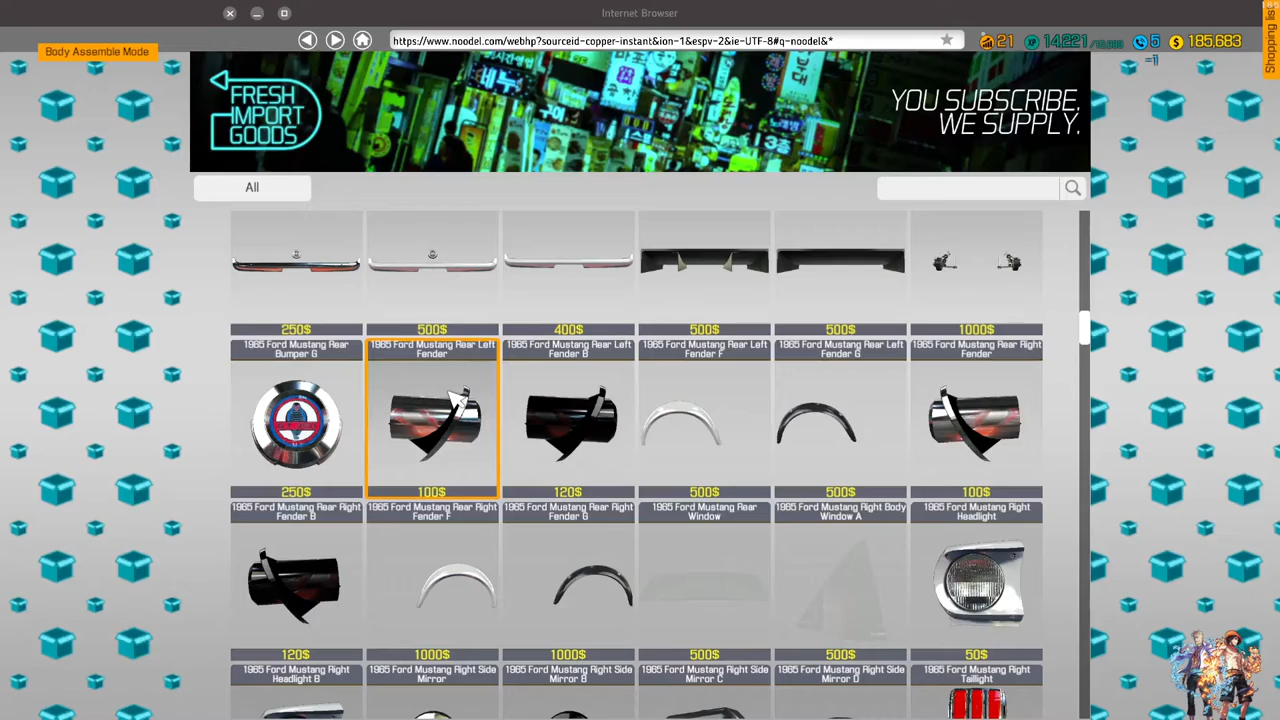 Internet Browser
https://www.noodel.com/webhp?sourceid-copper-instant&ion-1&espv-2&ie-UTF-8#q-noodel&*
Body Assemble Mode
21
XP 14,221
5
$ 185,683
Shopping list
FRESH
IMPORT
GOODS
YOU SUBSCRIBE.
WE SUPPLY.
All
250$
500$
400$
500$
500$
1000$
1965 Ford Mustang Rear
Bumper G
1965 Ford Mustang Rear Left
Fender
1965 Ford Mustang Rear Left
Fender B
1965 Ford Mustang Rear Left
Fender F
1965 Ford Mustang Rear Left
Fender G
1965 Ford Mustang Rear Right
Fender
250$
100$
120$
500$
500$
100$
1965 Ford Mustang Rear Right
Fender B
1965 Ford Mustang Rear Right
Fender F
1965 Ford Mustang Rear Right
Fender G
1965 Ford Mustang Rear
Window
1965 Ford Mustang Right Body
Window A
1965 Ford Mustang Right
Headlight
120$
1000$
1000$
500$
500$
50$
1965 Ford Mustang Right
Headlight B
1965 Ford Mustang Right Side
Mirror
1965 Ford Mustang Right Side
Mirror B
1965 Ford Mustang Right Side
Mirror C
1965 Ford Mustang Right Side
Mirror D
1965 Ford Mustang Right
Taillight